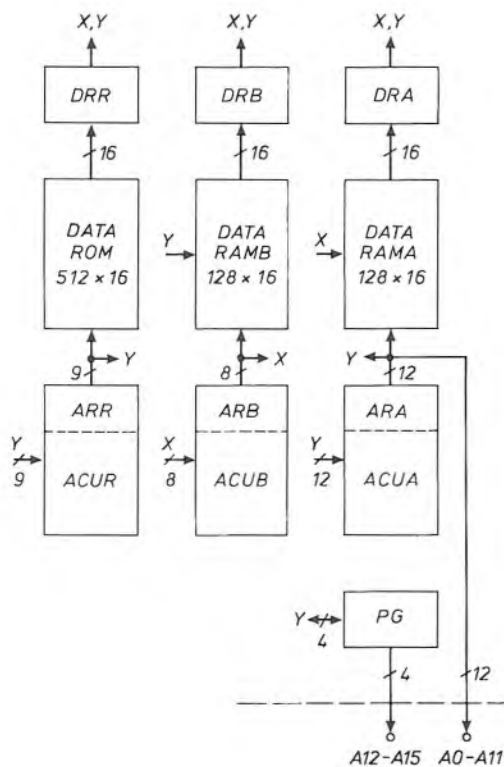 X,Y X,Y X,Y
DRR DRB DRA
16 16 16
DATA ROM 512 × 16
Y DATA RAMB 128 × 16
X DATA RAMA 128 × 16
9 Y 8 X Y 12
ARR ARB ARA
Y 9 ACUR
X 8 ACUB
Y 12 ACUA
Y 4 PG
4 12
A12-A15 A0-A11